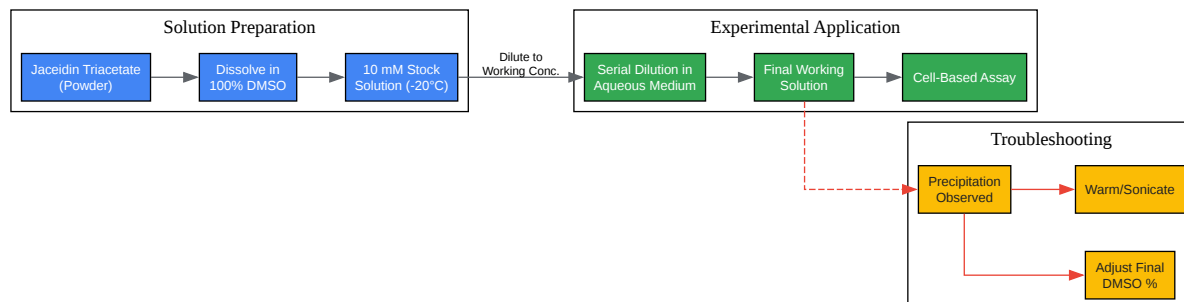 Solution Preparation
Jaceidin Triacetate
(Powder)
Dissolve in
100% DMSO
10 mM Stock
Solution (-20°C)
Dilute to
Working Conc.
Experimental Application
Serial Dilution in
Aqueous Medium
Final Working
Solution
Cell-Based Assay
Troubleshooting
Precipitation
Observed
Warm/Sonicate
Adjust Final
DMSO %